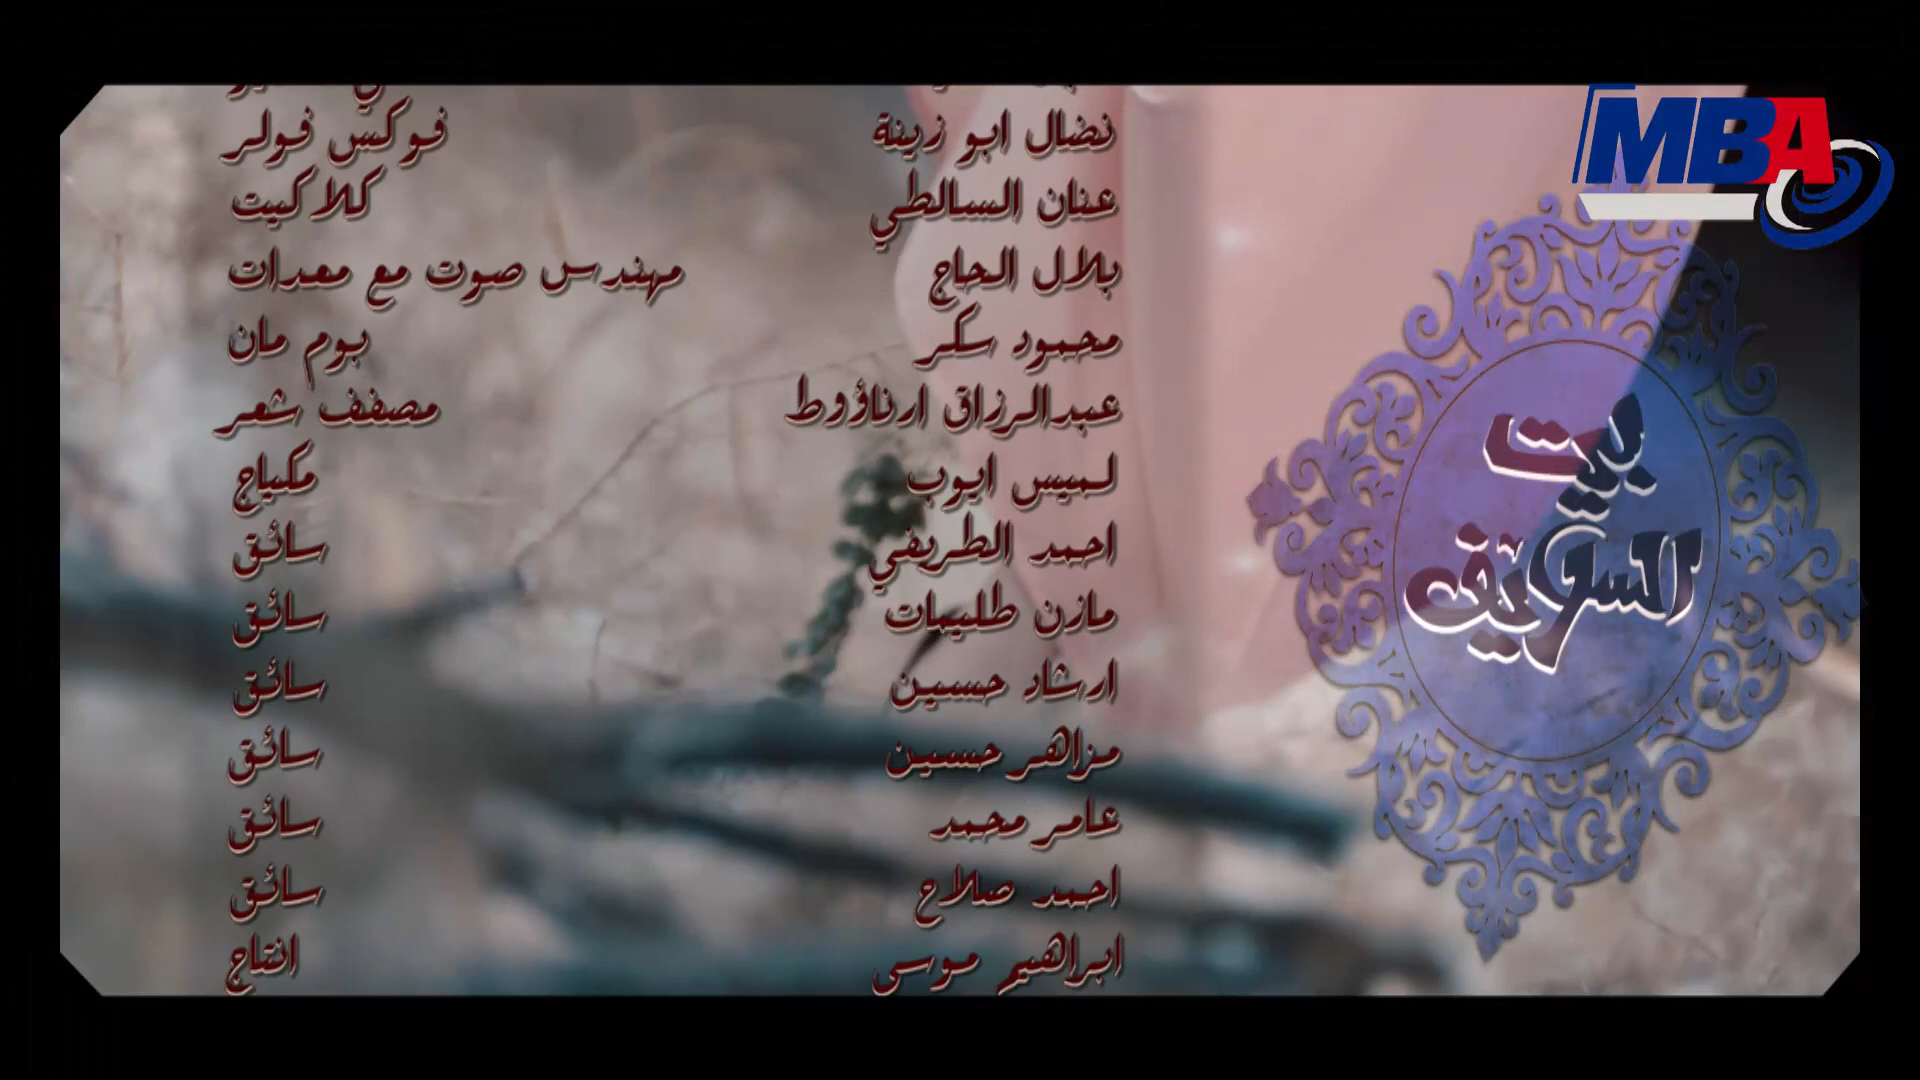 MBA
نضال ابو زينة فوكس فولر
عنان السالطي كلاكيت
بلال الحاج مهندس صوت مع معدات
محمود سكر بوم مان
عبدالرزاق ارناؤوط مصفف شعر
لميس ايوب مكياج
احمد الطريفي سائق
مازن طليمات سائق
ارشاد حسين سائق
مزاهر حسين سائق
عامر محمد سائق
احمد صلاح سائق
ابراهيم موسى انتاج
بيت
السويف